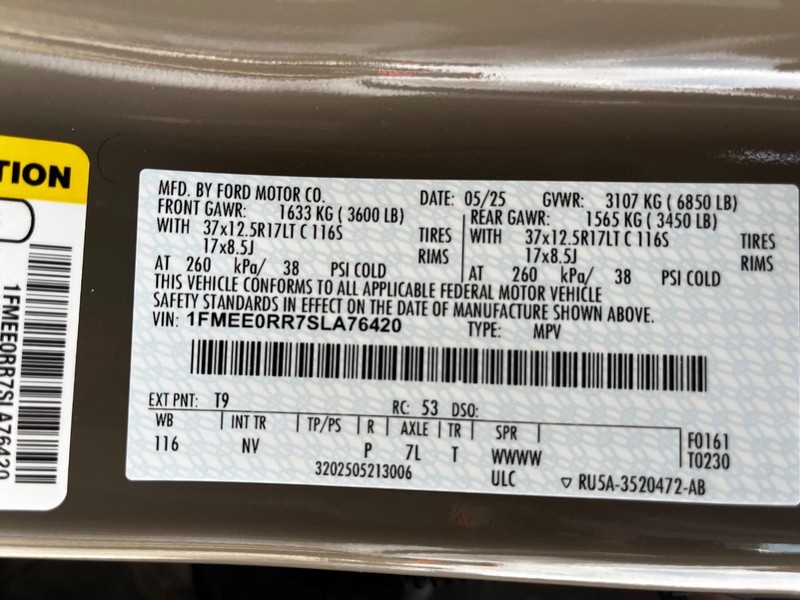 TION
1FMEE0RR7SLA76420
MFD. BY FORD MOTOR CO. DATE: 05/25 GVWR: 3107 KG ( 6850 LB)
FRONT GAWR: 1633 KG ( 3600 LB) REAR GAWR: 1565 KG ( 3450 LB)
WITH 37x12.5R17LT C 116S TIRES WITH 37x12.5R17LT C 116S TIRES
17x8.5J RIMS 17x8.5J RIMS
AT 260 kPa/ 38 PSI COLD AT 260 kPa/ 38 PSI COLD
THIS VEHICLE CONFORMS TO ALL APPLICABLE FEDERAL MOTOR VEHICLE
SAFETY STANDARDS IN EFFECT ON THE DATE OF MANUFACTURE SHOWN ABOVE.
VIN: 1FMEE0RR7SLA76420 TYPE: MPV
EXT PNT: T9 RC: 53 DSO:
WB INT TR TP/PS R AXLE TR SPR F0161
116 NV P 7L T WWWW T0230
3202505213006 ULC ▽ RU5A-3520472-AB